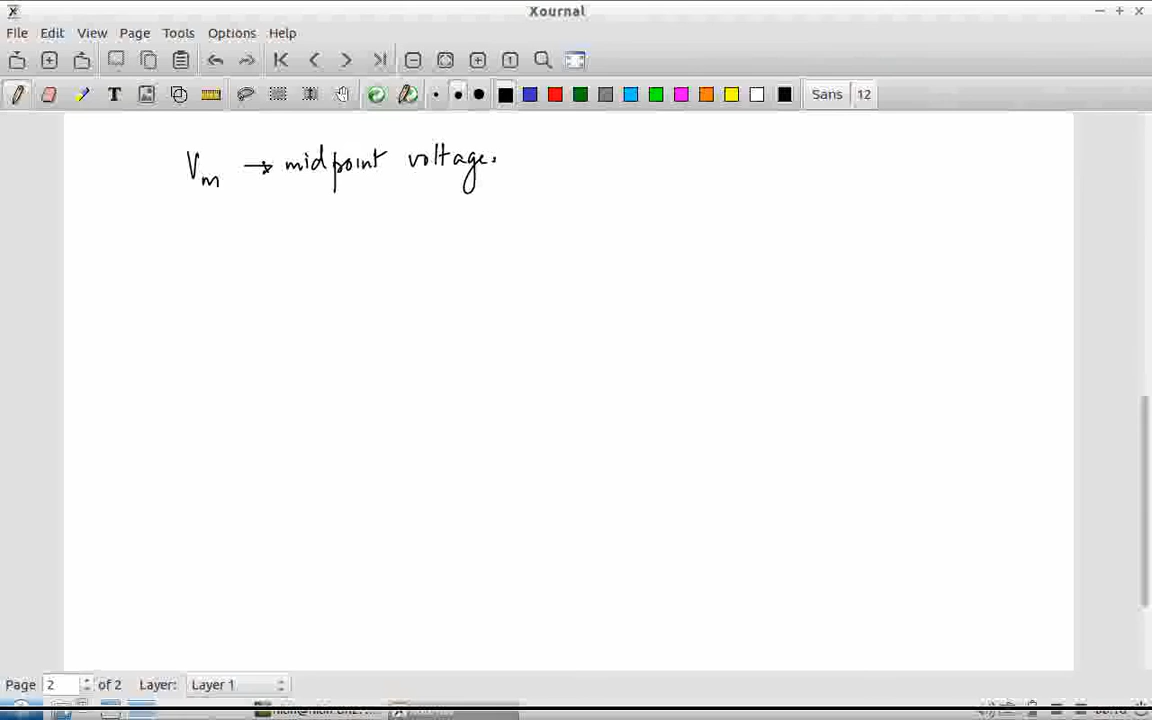 Xournal
File Edit View Page Tools Options Help
Sans 12
Vm → midpoint voltage.
Page 2 of 2 Layer: Layer 1